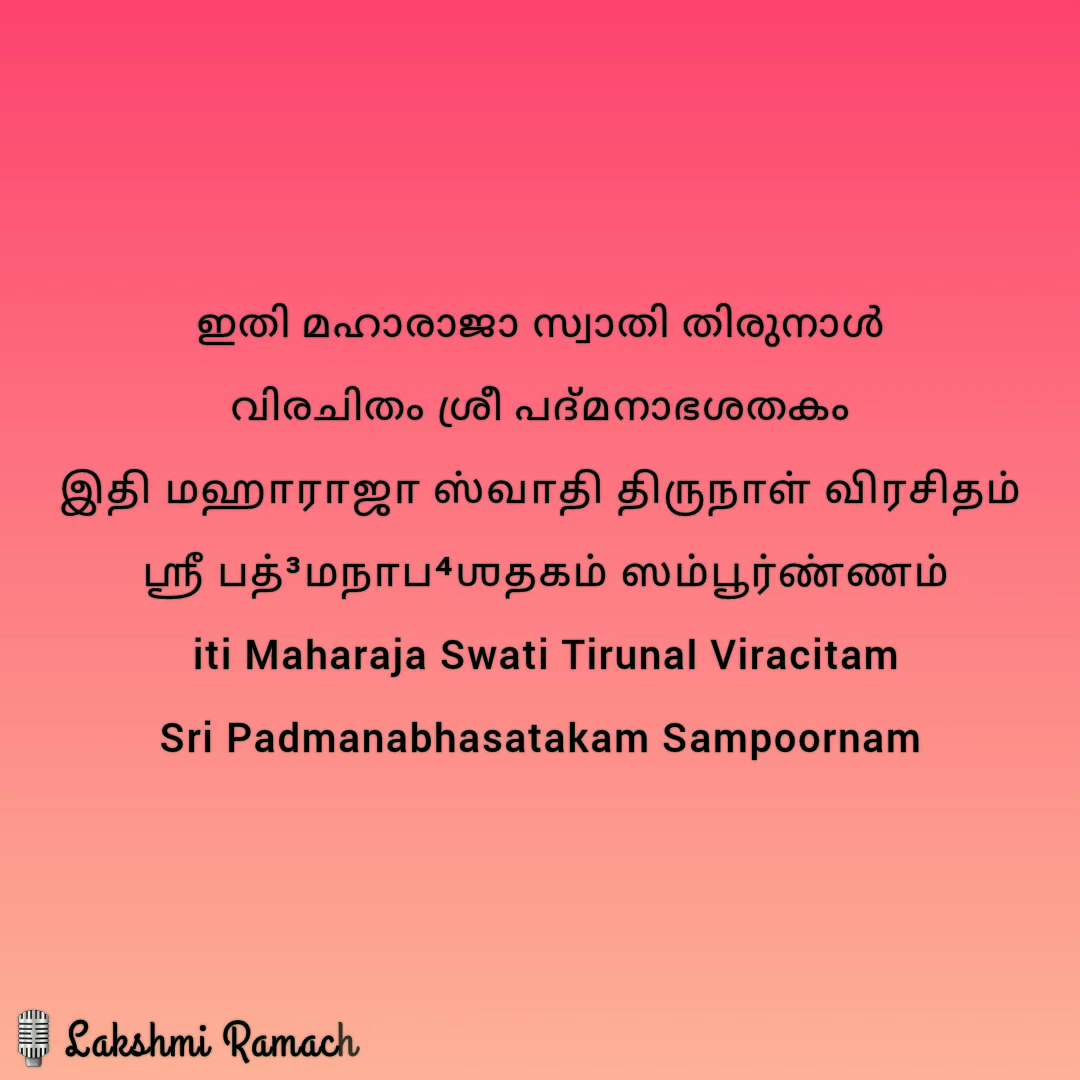 ഇതി മഹാരാജാ സ്വാതി തിരുനാൾ
വിരചിതം ശ്രീ പദ്മനാഭശതകം
இதி மஹாராஜா ஸ்வாதி திருநாள் விரசிதம்
ஶ்ரீ பத்³மநாப⁴ஶதகம் ஸம்பூர்ண்ணம்
iti Maharaja Swati Tirunal Viracitam
Sri Padmanabhasatakam Sampoornam
Lakshmi Ramach